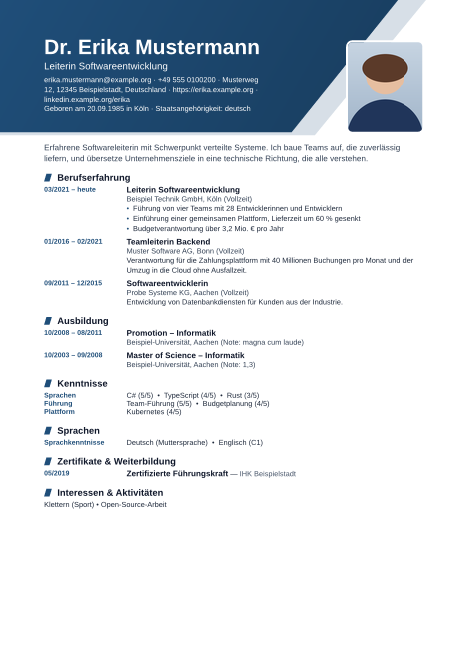 Dr. Erika Mustermann
Leiterin Softwareentwicklung
erika.mustermann@example.org · +49 555 0100200 · Musterweg
12, 12345 Beispielstadt, Deutschland · https://erika.example.org ·
linkedin.example.org/erika
Geboren am 20.09.1985 in Köln · Staatsangehörigkeit: deutsch
Erfahrene Softwareleiterin mit Schwerpunkt verteilte Systeme. Ich baue Teams auf, die zuverlässig
liefern, und übersetze Unternehmensziele in eine technische Richtung, die alle verstehen.
Berufserfahrung
03/2021 – heute Leiterin Softwareentwicklung
Beispiel Technik GmbH, Köln (Vollzeit)
• Führung von vier Teams mit 28 Entwicklerinnen und Entwicklern
• Einführung einer gemeinsamen Plattform, Lieferzeit um 60 % gesenkt
• Budgetverantwortung über 3,2 Mio. € pro Jahr
01/2016 – 02/2021 Teamleiterin Backend
Muster Software AG, Bonn (Vollzeit)
Verantwortung für die Zahlungsplattform mit 40 Millionen Buchungen pro Monat und der
Umzug in die Cloud ohne Ausfallzeit.
09/2011 – 12/2015 Softwareentwicklerin
Probe Systeme KG, Aachen (Vollzeit)
Entwicklung von Datenbankdiensten für Kunden aus der Industrie.
Ausbildung
10/2008 – 08/2011 Promotion – Informatik
Beispiel-Universität, Aachen (Note: magna cum laude)
10/2003 – 09/2008 Master of Science – Informatik
Beispiel-Universität, Aachen (Note: 1,3)
Kenntnisse
Sprachen C# (5/5) • TypeScript (4/5) • Rust (3/5)
Führung Team-Führung (5/5) • Budgetplanung (4/5)
Plattform Kubernetes (4/5)
Sprachen
Sprachkenntnisse Deutsch (Muttersprache) • Englisch (C1)
Zertifikate & Weiterbildung
05/2019 Zertifizierte Führungskraft — IHK Beispielstadt
Interessen & Aktivitäten
Klettern (Sport) • Open-Source-Arbeit